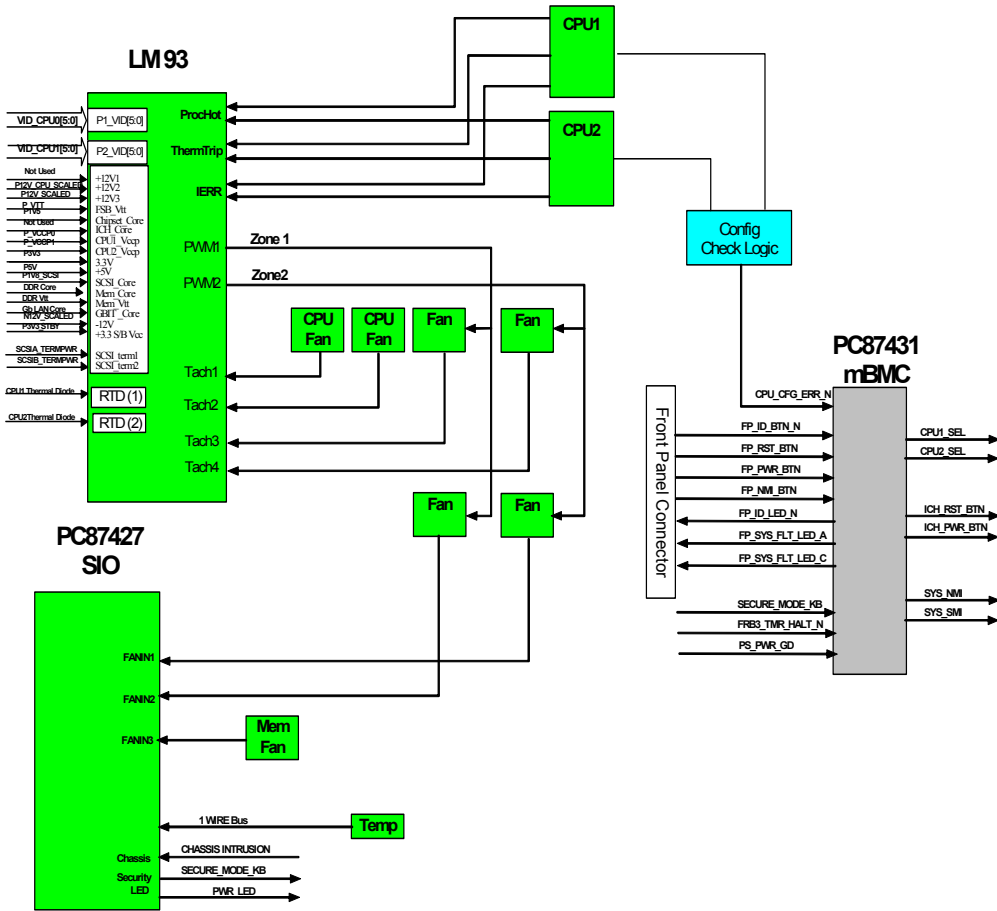 LM93
CPU1
CPU2
VID_CPU0[5:0]
P1_VID[5:0]
VID_CPU1[5:0]
P2_VID[5:0]
ProcHot
ThermTrip
IERR
Not Used
P12V_CPU_SCALED
P12V_SCALED
P_VTT
P1V5
Not Used
P_VCCP0
P_VCCP1
P3V3
P5V
P1V8_SCSI
DDR Core
DDR Vtt
Gb LAN Core
N12V_SCALED
P3V3 STBY
SCSIA_TERMPWR
SCSIB_TERMPWR
+12V1
+12V2
+12V3
FSB_Vtt
Chipset_Core
ICH_Core
CPU1_Vccp
CPU2_Vccp
3.3V
+5V
SCSI_Core
Mem_Core
Mem_Vtt
GBIT_Core
-12V
+3.3 S/B Vcc
SCSI_term1
SCSI_term2
CPU1 Thermal Diode
RTD (1)
CPU2Thermal Diode
RTD (2)
PWM1
Zone 1
PWM2
Zone2
CPU
Fan
CPU
Fan
Fan
Fan
Tach1
Tach2
Tach3
Tach4
Fan
Fan
Config
Check Logic
PC87431
mBMC
CPU_CFG_ERR_N
Front Panel Connector
FP_ID_BTN_N
FP_RST_BTN
FP_PWR_BTN
FP_NMI_BTN
FP_ID_LED_N
FP_SYS_FLT_LED_A
FP_SYS_FLT_LED_C
SECURE_MODE_KB
FRB3_TMR_HALT_N
PS_PWR_GD
CPU1_SEL
CPU2_SEL
ICH_RST_BTN
ICH_PWR_BTN
SYS_NMI
SYS_SMI
PC87427
SIO
FANIN1
FANIN2
FANIN3
Mem
Fan
1 WIRE Bus
Temp
Chassis
CHASSIS INTRUSION
Security
SECURE_MODE_KB
LED
PWR LED